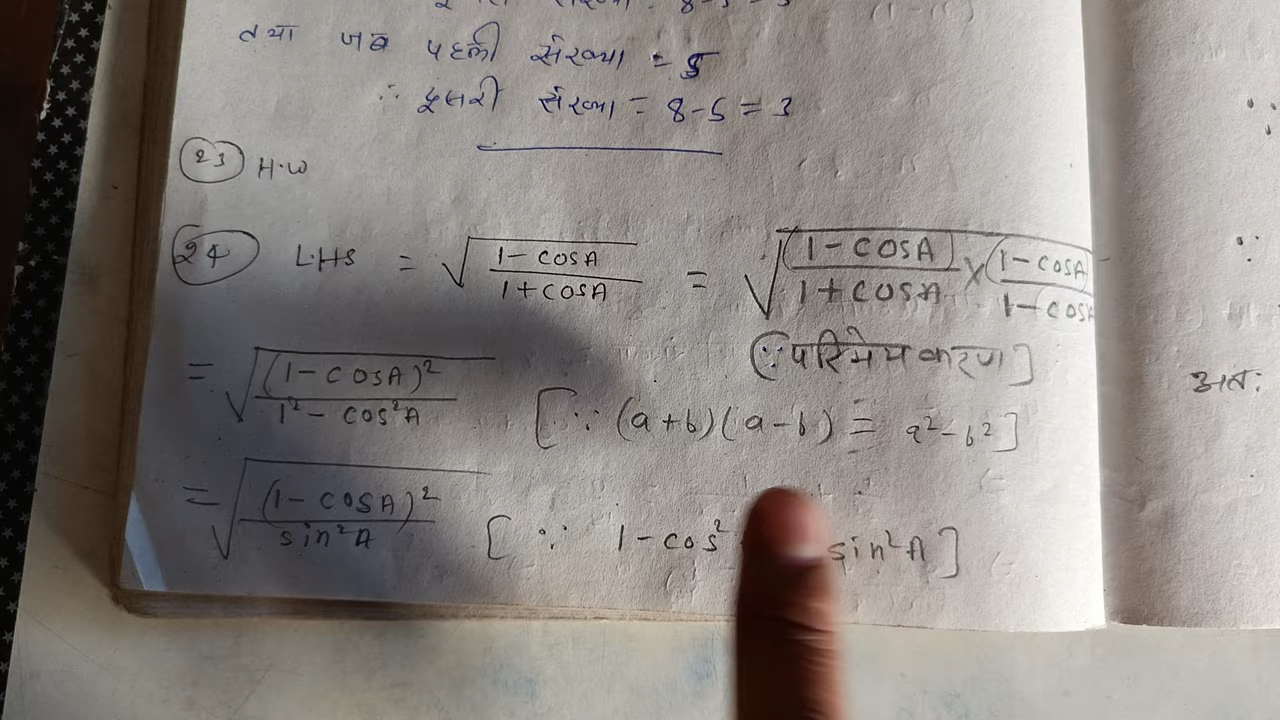 तथा जब पहली संख्या = 5
∴ दूसरी संख्या = 8-5 = 3
(23) H.W
(24) L.H.S = √((1-cosA)/(1+cosA)) = √((1-cosA)/(1+cosA) × (1-cosA)/(1-cosA))
[∵ परिमेय करण]
= √((1-cosA)²/(1²-cos²A)) [∵ (a+b)(a-b) = a²-b²]
= √((1-cosA)²/sin²A) [∵ 1-cos² sin²A]
अत: